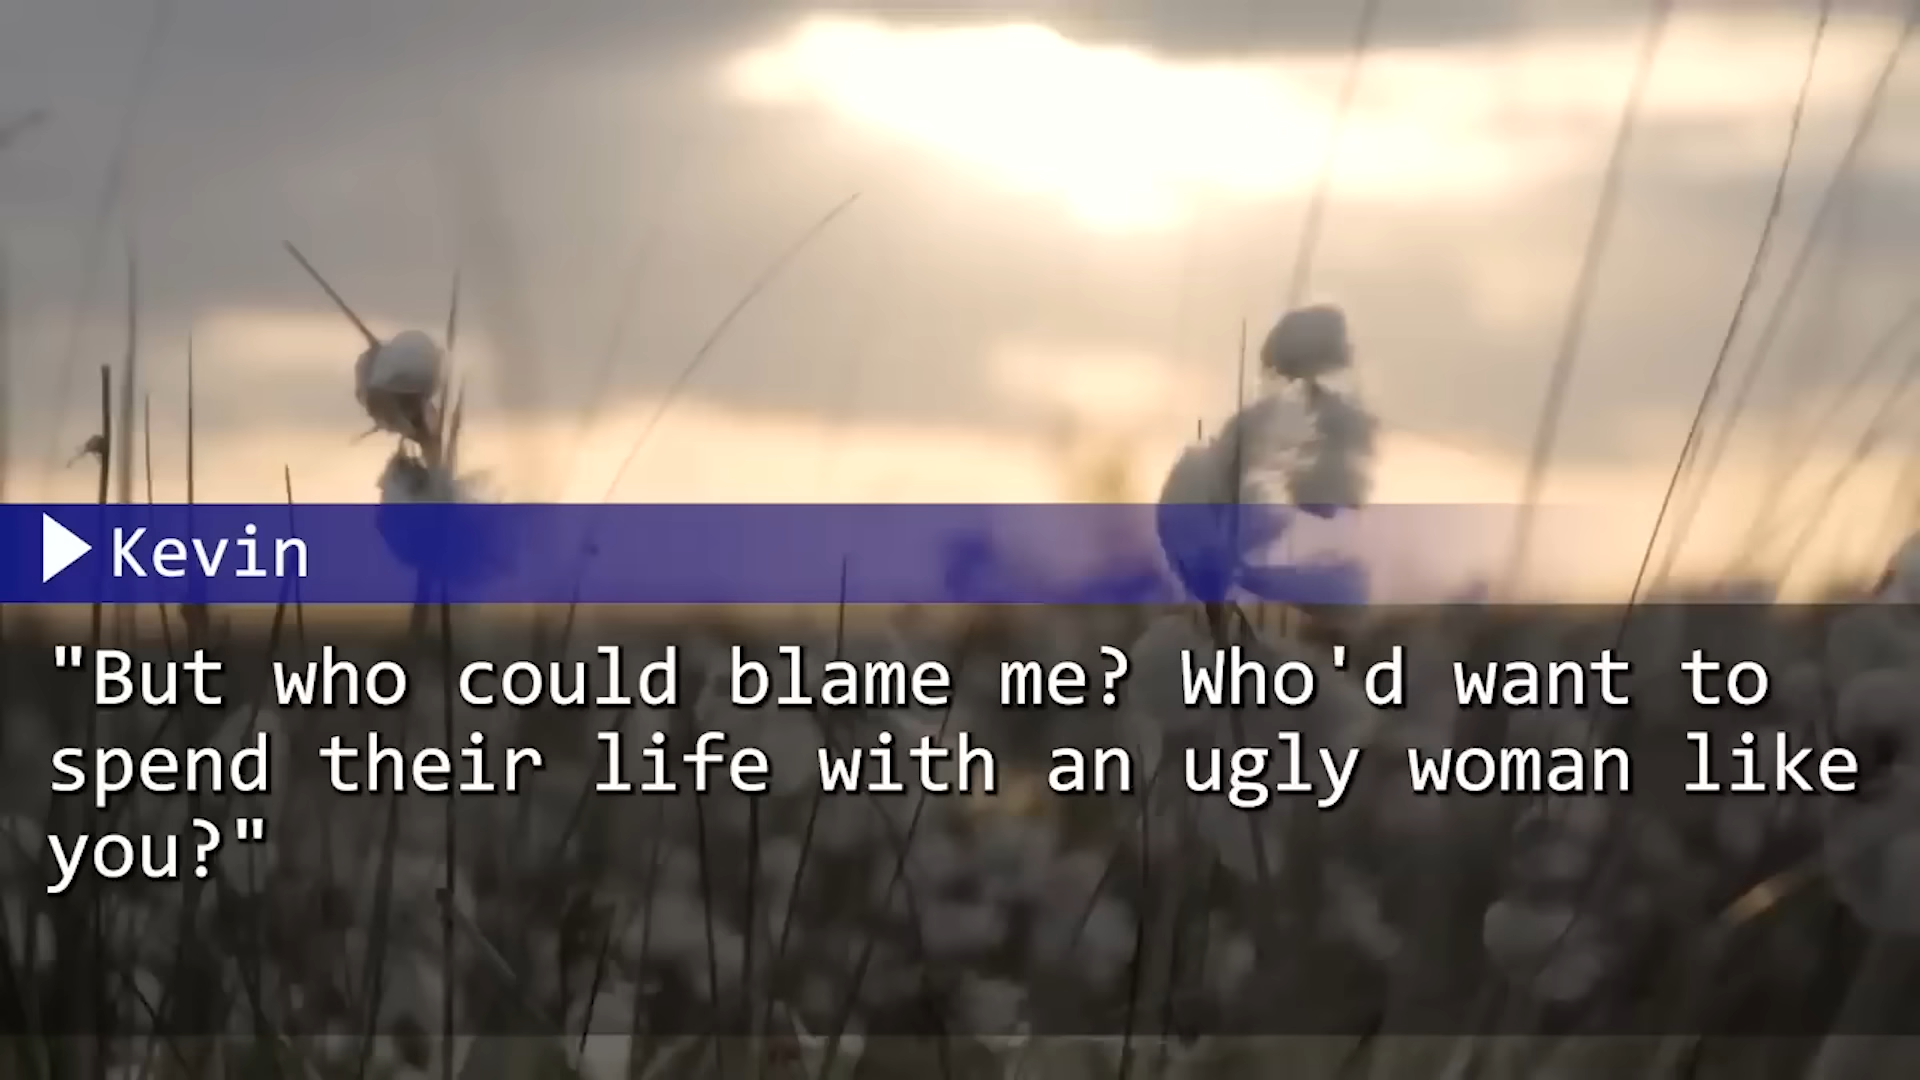 Kevin
"But who could blame me? Who'd want to
spend their life with an ugly woman like
you?"